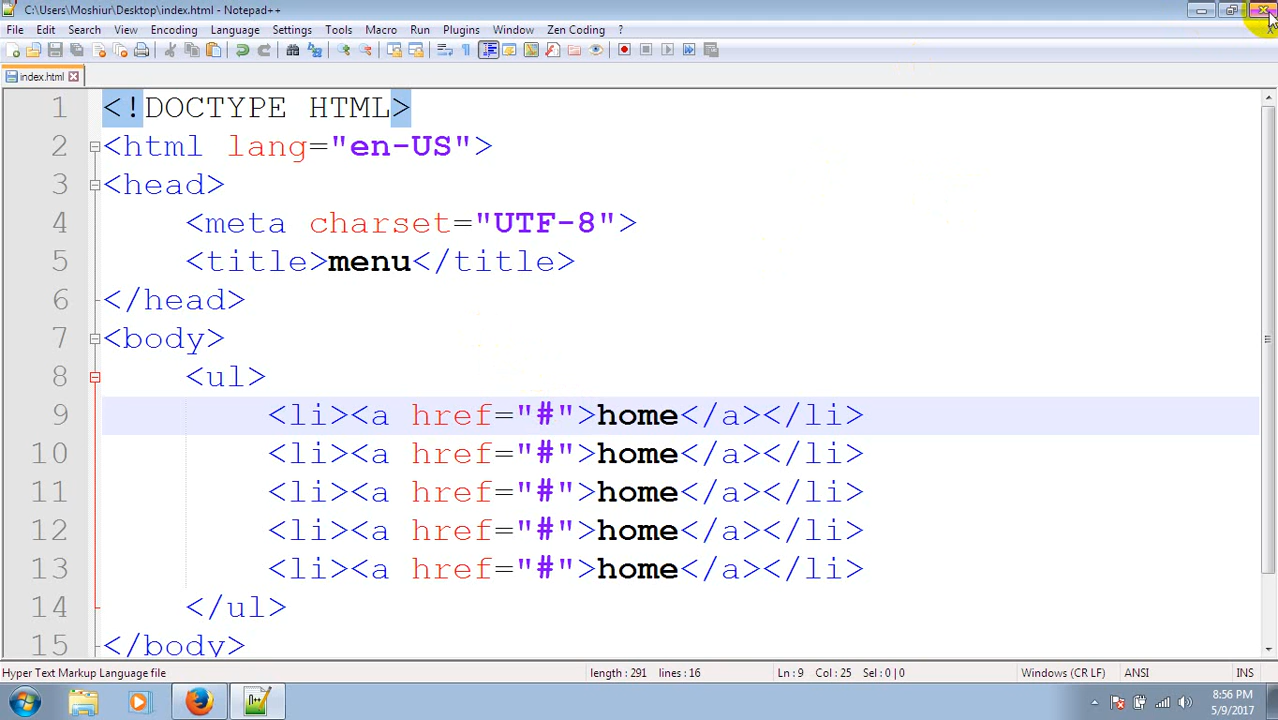 C:\Users\Moshiur\Desktop\index.html - Notepad++
File Edit Search View Encoding Language Settings Tools Macro Run Plugins Window Zen Coding ?
X
index.html
1 <!DOCTYPE HTML>
2 <html lang="en-US">
3 <head>
4 <meta charset="UTF-8">
5 <title>menu</title>
6 </head>
7 <body>
8 <ul>
9 <li><a href="#">home</a></li>
10 <li><a href="#">home</a></li>
11 <li><a href="#">home</a></li>
12 <li><a href="#">home</a></li>
13 <li><a href="#">home</a></li>
14 </ul>
15 </body>
Hyper Text Markup Language file length : 291 lines : 16 Ln : 9 Col : 25 Sel : 0 | 0 Windows (CR LF) ANSI INS
8:56 PM
5/9/2017